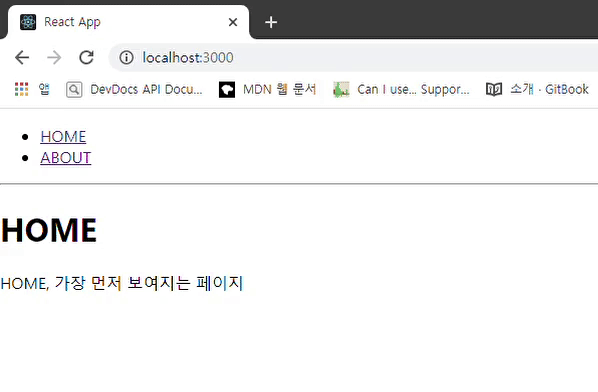 React App
localhost:3000
앱 DevDocs API Docu... MDN 웹 문서 Can I use... Suppor... 소개 · GitBook
HOME
ABOUT
HOME
HOME, 가장 먼저 보여지는 페이지